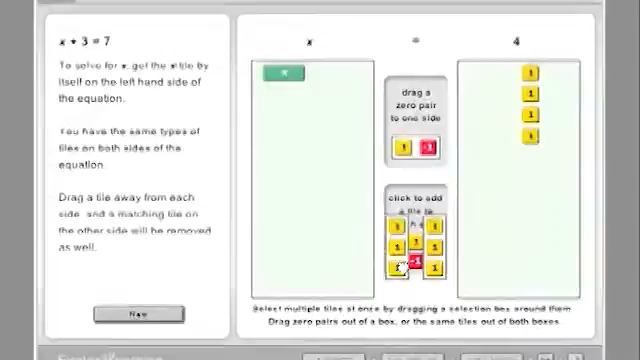 x + 3 = 7
To solve for x, get the x tile by
itself on the left hand side of
the equation.
You have the same types of
tiles on both sides of the
equation.
Drag a tile away from each
side, and a matching tile on
the other side will be removed
as well.
New
x = 4
x
1
1
1
1
drag a
zero pair
to one side
1 -1
click to add
a tile to
1 1
1 1 1
1 -1 1
Select multiple tiles at once by dragging a selection box around them
Drag zero pairs out of a box, or the same tiles out of both boxes.